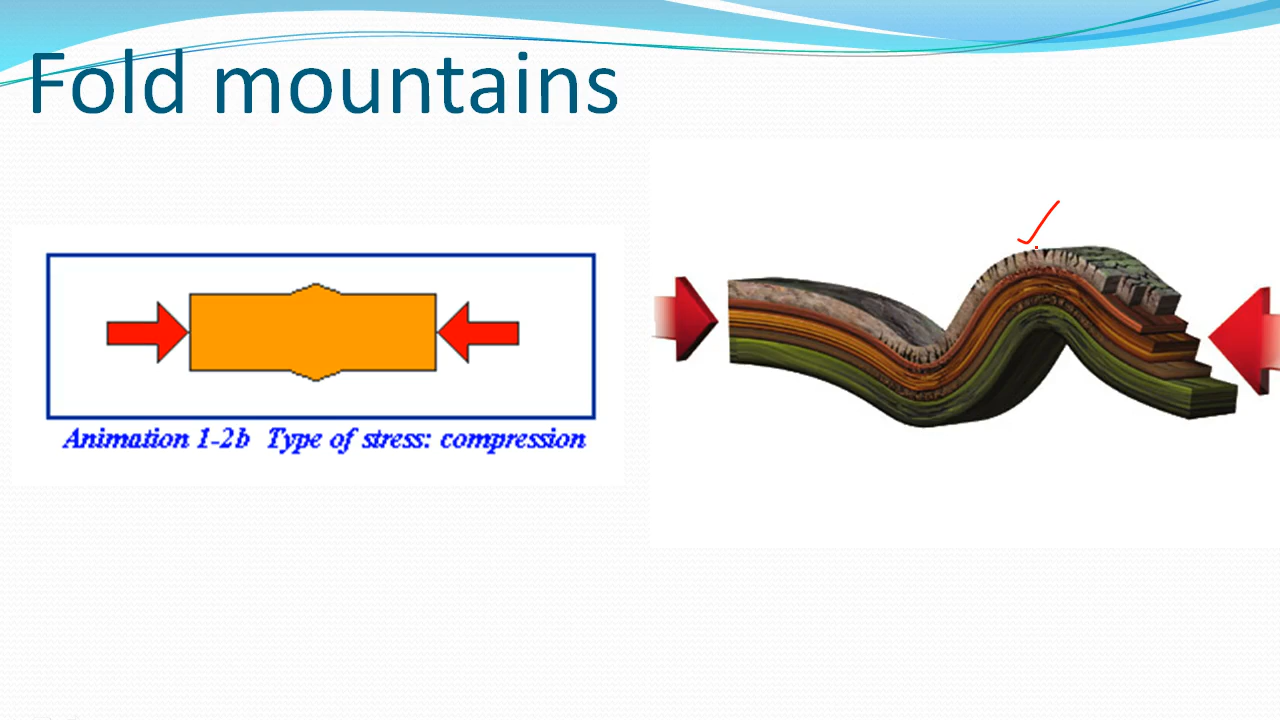 Fold mountains
Animation 1-2b Type of stress: compression